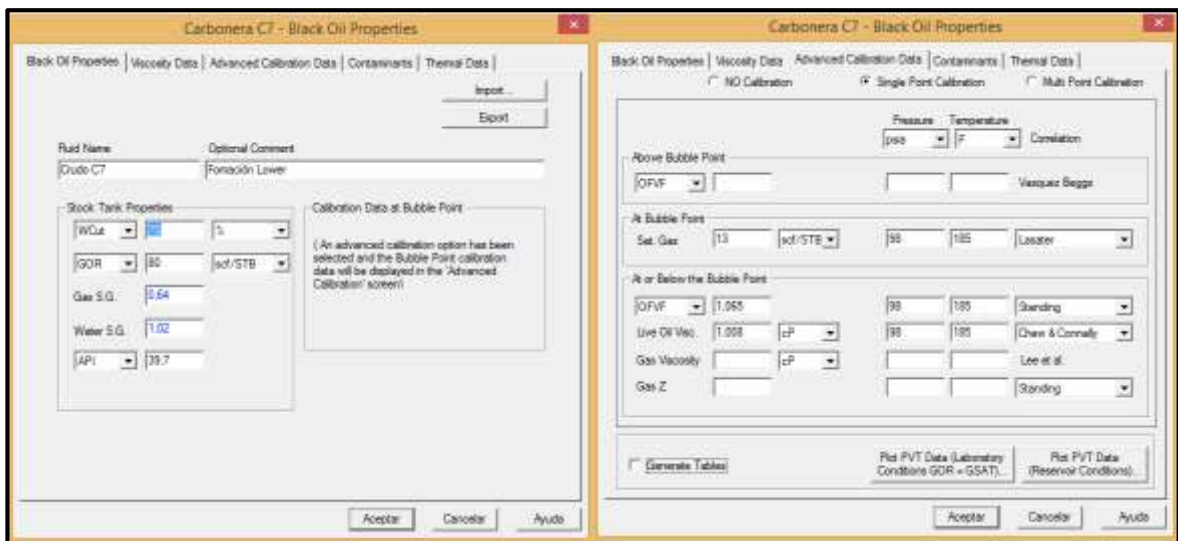 Carbonera C7 - Black Oil Properties
Black Oil Properties | Viscosity Data | Advanced Calibration Data | Contaminants | Thermal Data
Import...
Export
Fluid Name Optional Comment
Crudo C7 Formación Lower
Stock Tank Properties
WCut %
GOR 80 scf/STB
Gas S.G. 0,64
Water S.G. 1,02
API 39,7
Calibration Data at Bubble Point
( An advanced calibration option has been
selected and the Bubble Point calibration
data will be displayed in the 'Advanced
Calibration' screen)
Aceptar Cancelar Ayuda
Carbonera C7 - Black Oil Properties
Black Oil Properties | Viscosity Data | Advanced Calibration Data | Contaminants | Thermal Data
NO Calibration Single Point Calibration Multi Point Calibration
Pressure Temperature
psia F Correlation
Above Bubble Point
OFVF Vasquez Beggs
At Bubble Point
Sat. Gas 13 scf/STB 98 185 Lasater
At or Below the Bubble Point
OFVF 1,065 98 185 Standing
Live Oil Visc. 1,008 cP 98 185 Chew & Connally
Gas Viscosity cP Lee et al.
Gas Z Standing
Generate Tables
Plot PVT Data (Laboratory
Conditions GOR = GSAT)...
Plot PVT Data
(Reservoir Conditions)...
Aceptar Cancelar Ayuda